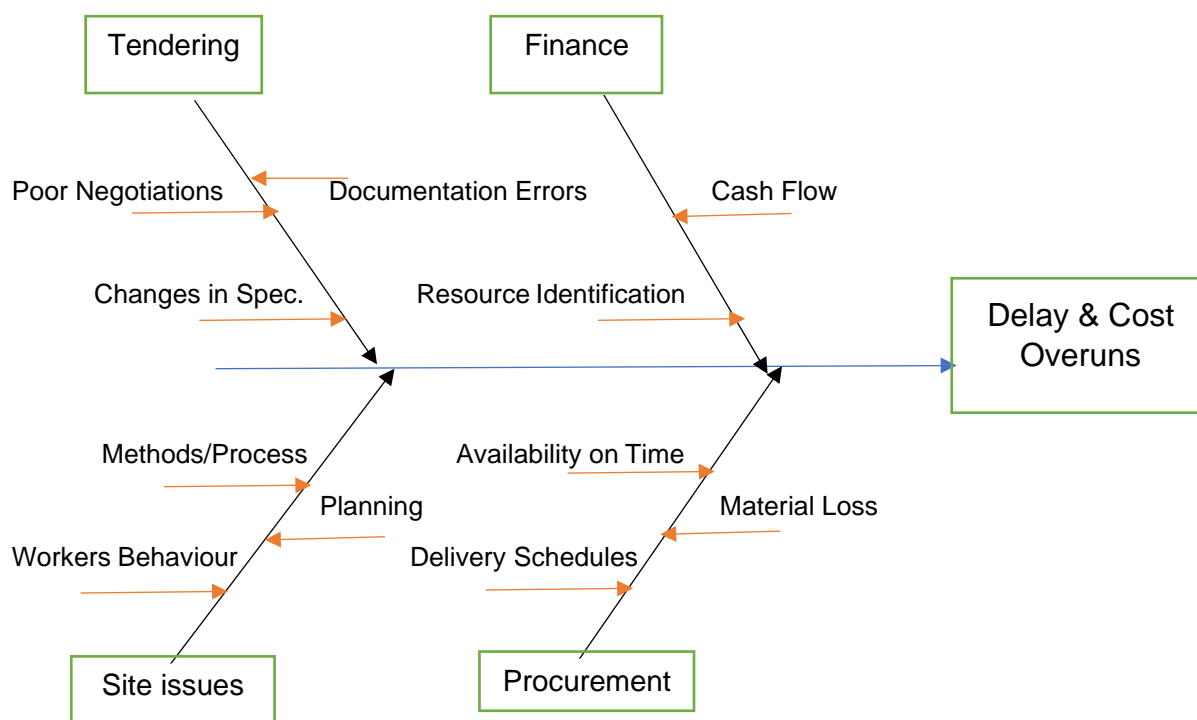 Tendering
Finance
Poor Negotiations
Documentation Errors
Cash Flow
Changes in Spec.
Resource Identification
Delay & Cost
Overuns
Methods/Process
Availability on Time
Planning
Material Loss
Workers Behaviour
Delivery Schedules
Site issues
Procurement